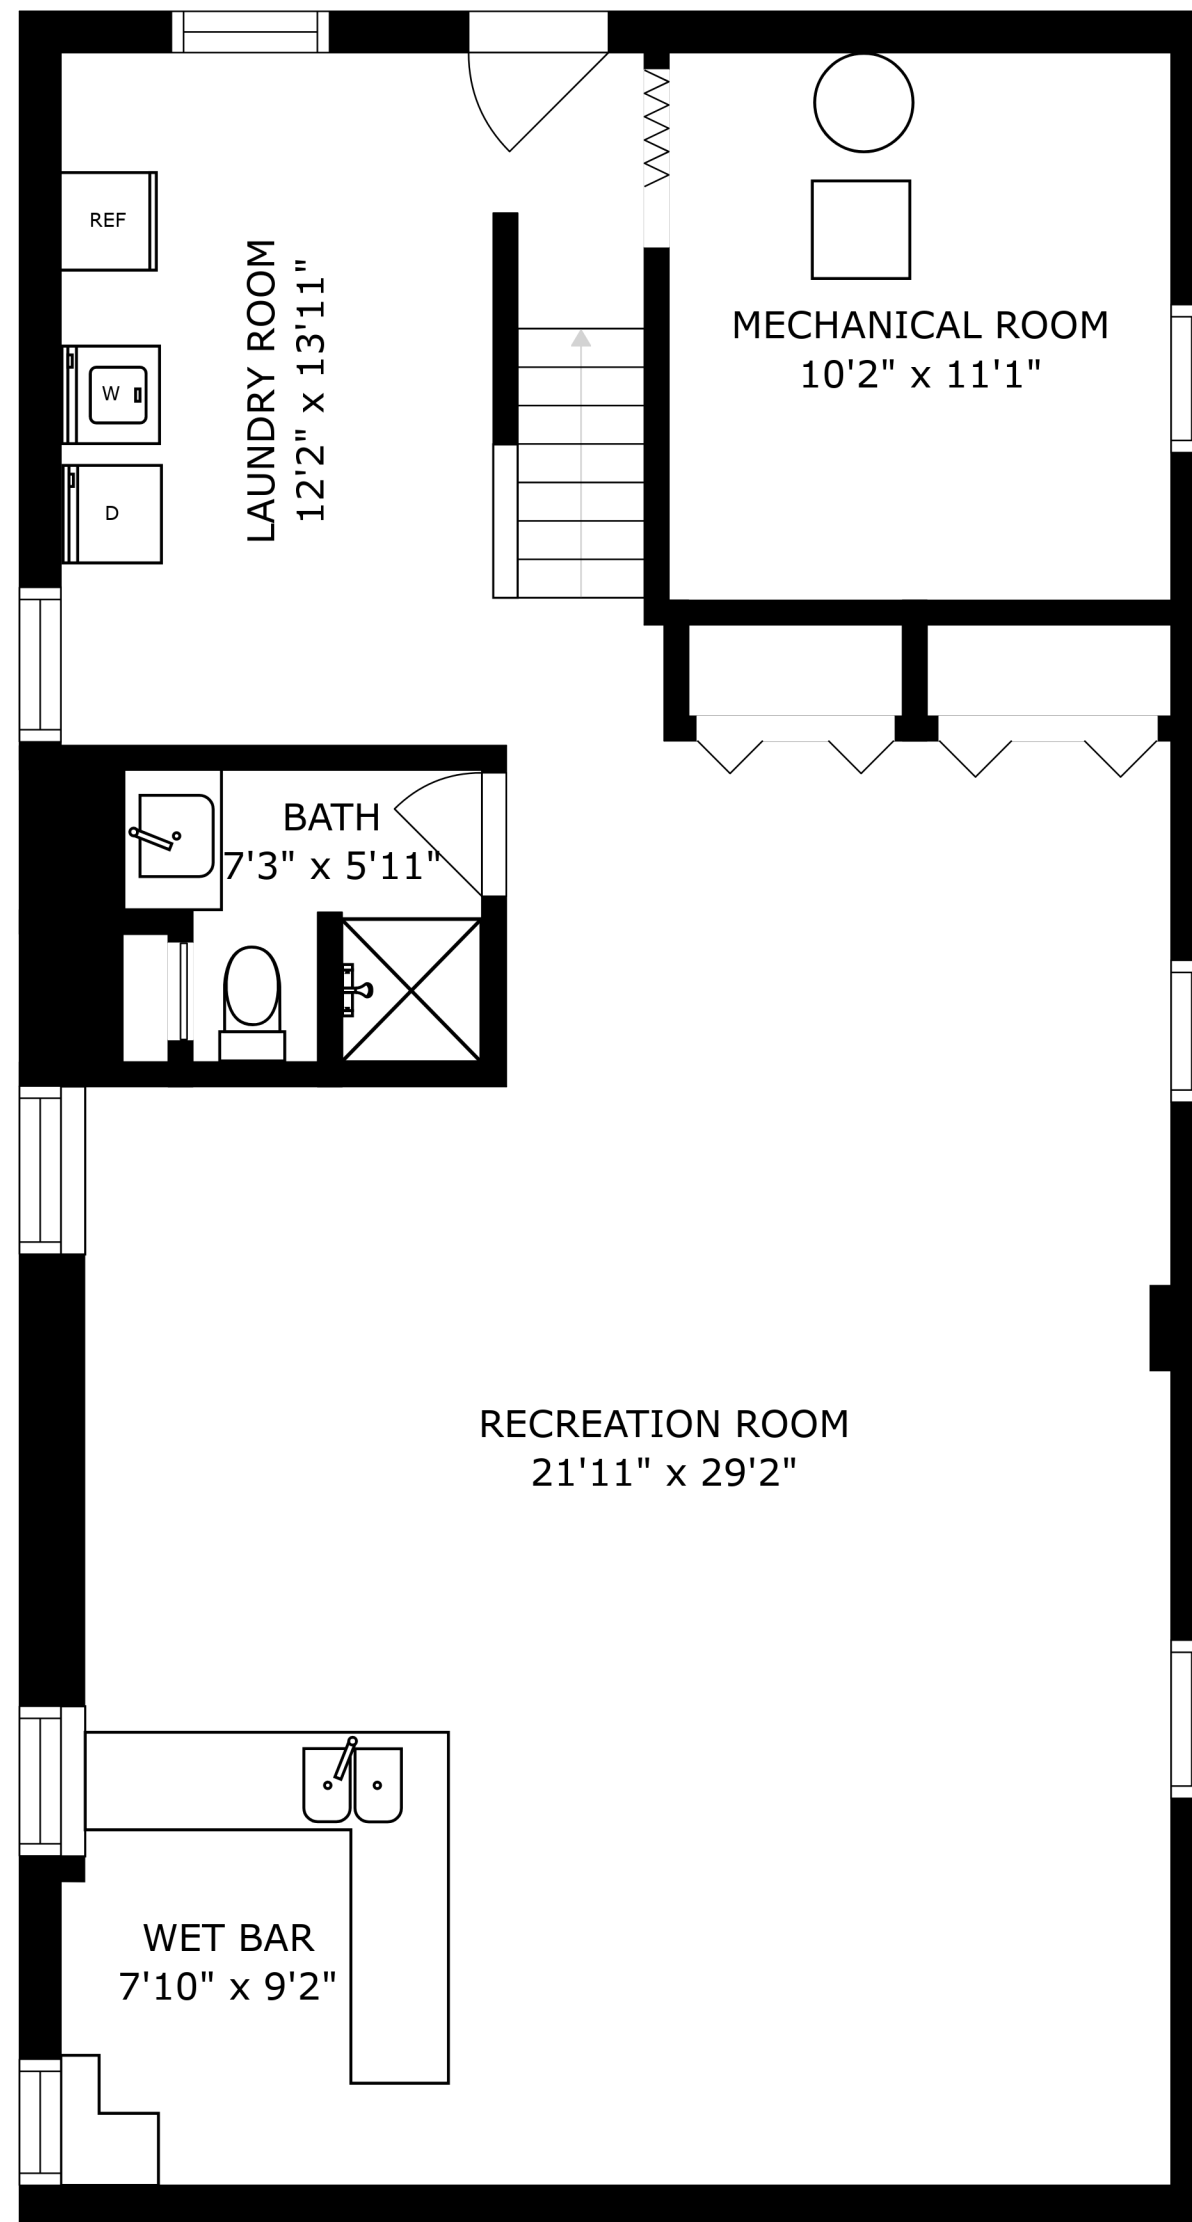 REF
W
D
LAUNDRY ROOM
12'2" x 13'11"
MECHANICAL ROOM
10'2" x 11'1"
BATH
7'3" x 5'11"
RECREATION ROOM
21'11" x 29'2"
WET BAR
7'10" x 9'2"